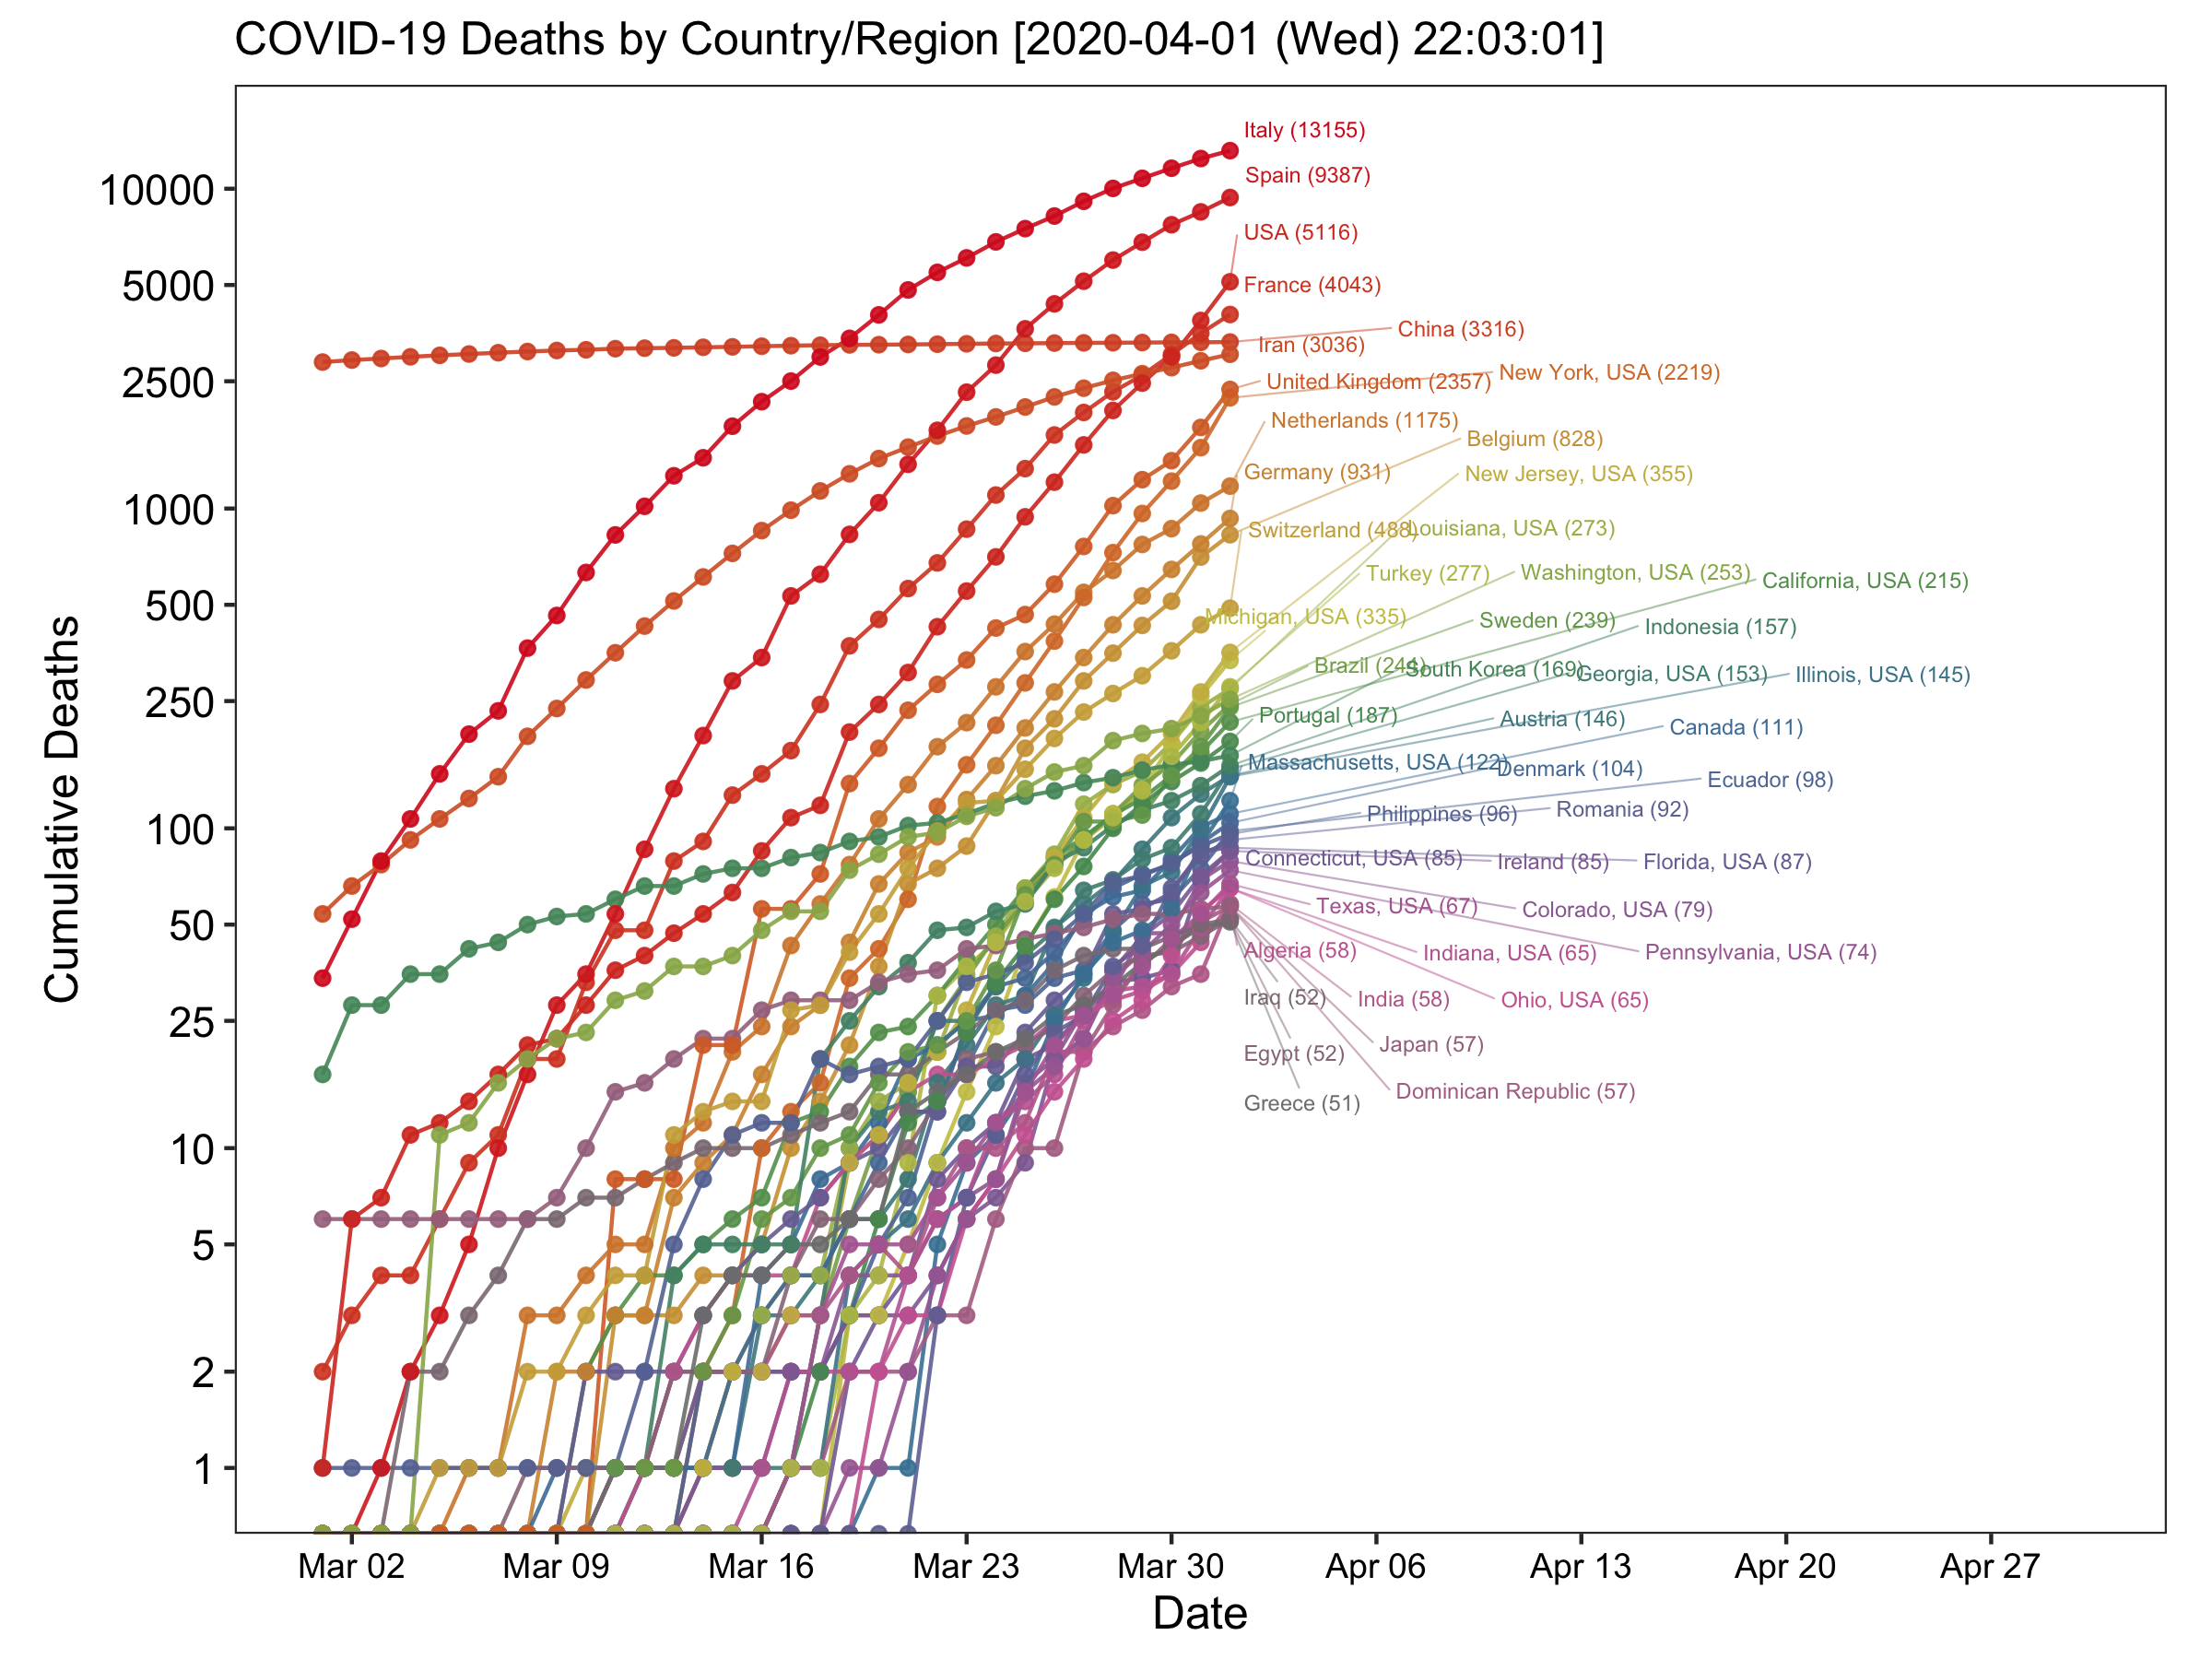 COVID-19 Deaths by Country/Region [2020-04-01 (Wed) 22:03:01]
Cumulative Deaths
10000
5000
2500
1000
500
250
100
50
25
10
5
2
1
Italy (13155)
Spain (9387)
USA (5116)
France (4043)
China (3316)
Iran (3036)
New York, USA (2219)
United Kingdom (2357)
Netherlands (1175)
Belgium (828)
Germany (931)
New Jersey, USA (355)
Switzerland (488)
Louisiana, USA (273)
Turkey (277)
Washington, USA (253)
California, USA (215)
Michigan, USA (335)
Sweden (239)
Indonesia (157)
Brazil (244)
South Korea (169)
Georgia, USA (153)
Illinois, USA (145)
Portugal (187)
Austria (146)
Canada (111)
Massachusetts, USA (122)
Denmark (104)
Ecuador (98)
Philippines (96)
Romania (92)
Connecticut, USA (85)
Ireland (85)
Florida, USA (87)
Texas, USA (67)
Colorado, USA (79)
Algeria (58)
Indiana, USA (65)
Pennsylvania, USA (74)
Iraq (52)
India (58)
Ohio, USA (65)
Egypt (52)
Japan (57)
Dominican Republic (57)
Greece (51)
Mar 02
Mar 09
Mar 16
Mar 23
Mar 30
Apr 06
Apr 13
Apr 20
Apr 27
Date